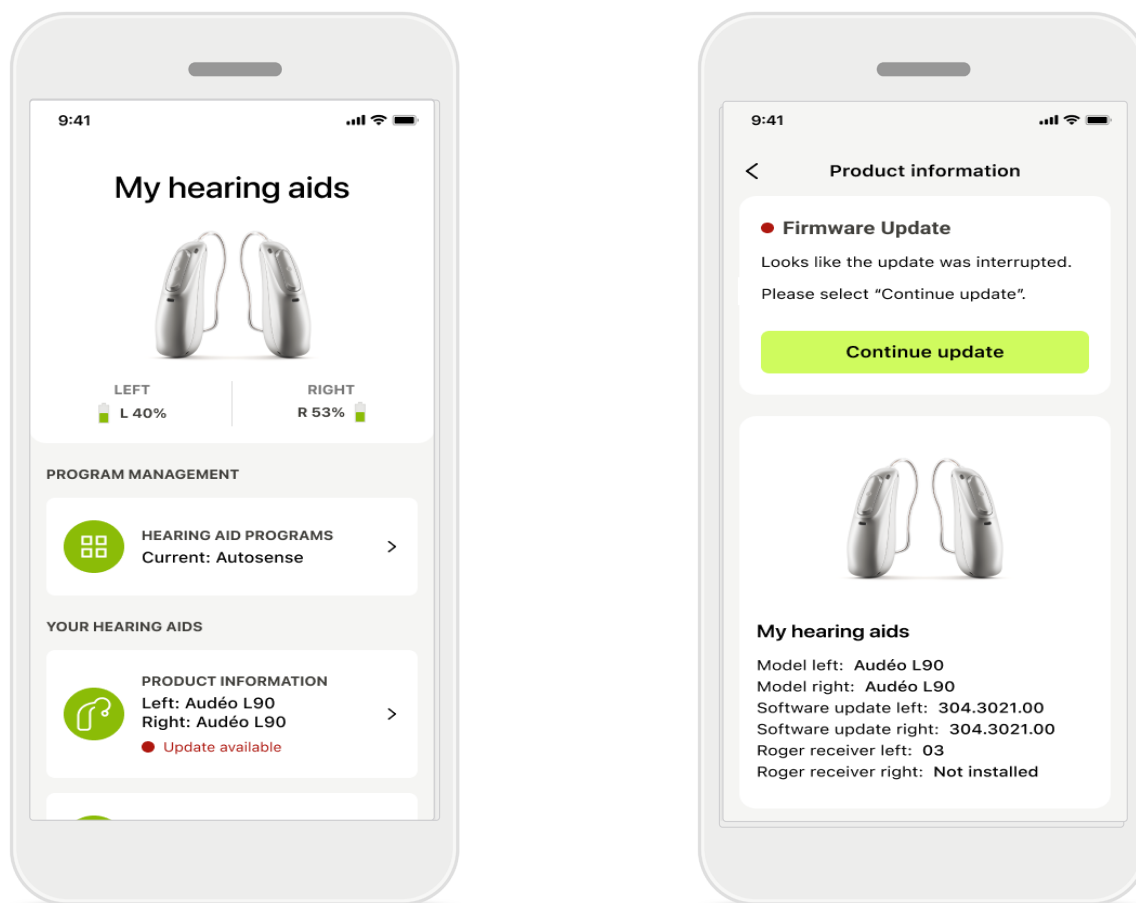 9:41
My hearing aids
LEFT
L 40%
RIGHT
R 53%
PROGRAM MANAGEMENT
HEARING AID PROGRAMS
Current: Autosense
YOUR HEARING AIDS
PRODUCT INFORMATION
Left: Audéo L90
Right: Audéo L90
Update available
9:41
Product information
Firmware Update
Looks like the update was interrupted.
Please select “Continue update”.
Continue update
My hearing aids
Model left: Audéo L90
Model right: Audéo L90
Software update left: 304.3021.00
Software update right: 304.3021.00
Roger receiver left: 03
Roger receiver right: Not installed